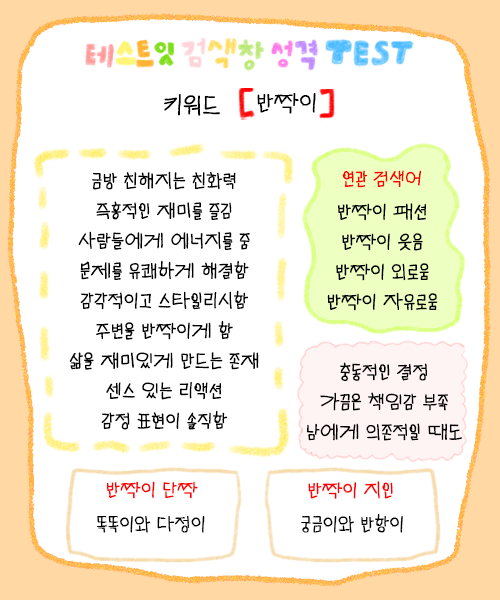 테스트잇 검색창 성격 TEST
키워드 [반짝이]
금방 친해지는 친화력
즉흥적인 재미를 즐김
사람들에게 에너지를 줌
문제를 유쾌하게 해결함
감각적이고 스타일리시함
주변을 반짝이게 함
삶을 재미있게 만드는 존재
센스 있는 리액션
감정 표현이 솔직함
연관 검색어
반짝이 패션
반짝이 웃음
반짝이 외로움
반짝이 자유로움
충동적인 결정
가끔은 책임감 부족
남에게 의존적일 때도
반짝이 단짝
똑똑이와 다정이
반짝이 지인
궁금이와 반항이